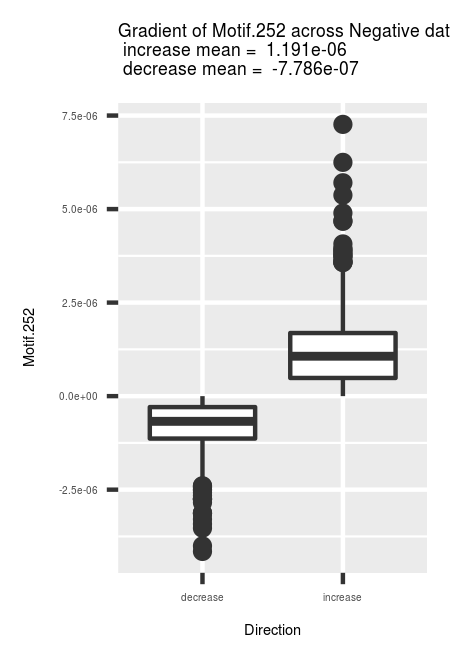 Gradient of Motif.252 across Negative dat
increase mean =  1.191e-06
decrease mean =  -7.786e-07
7.5e-06
5.0e-06
2.5e-06
0.0e+00
-2.5e-06
Motif.252
decrease
increase
Direction